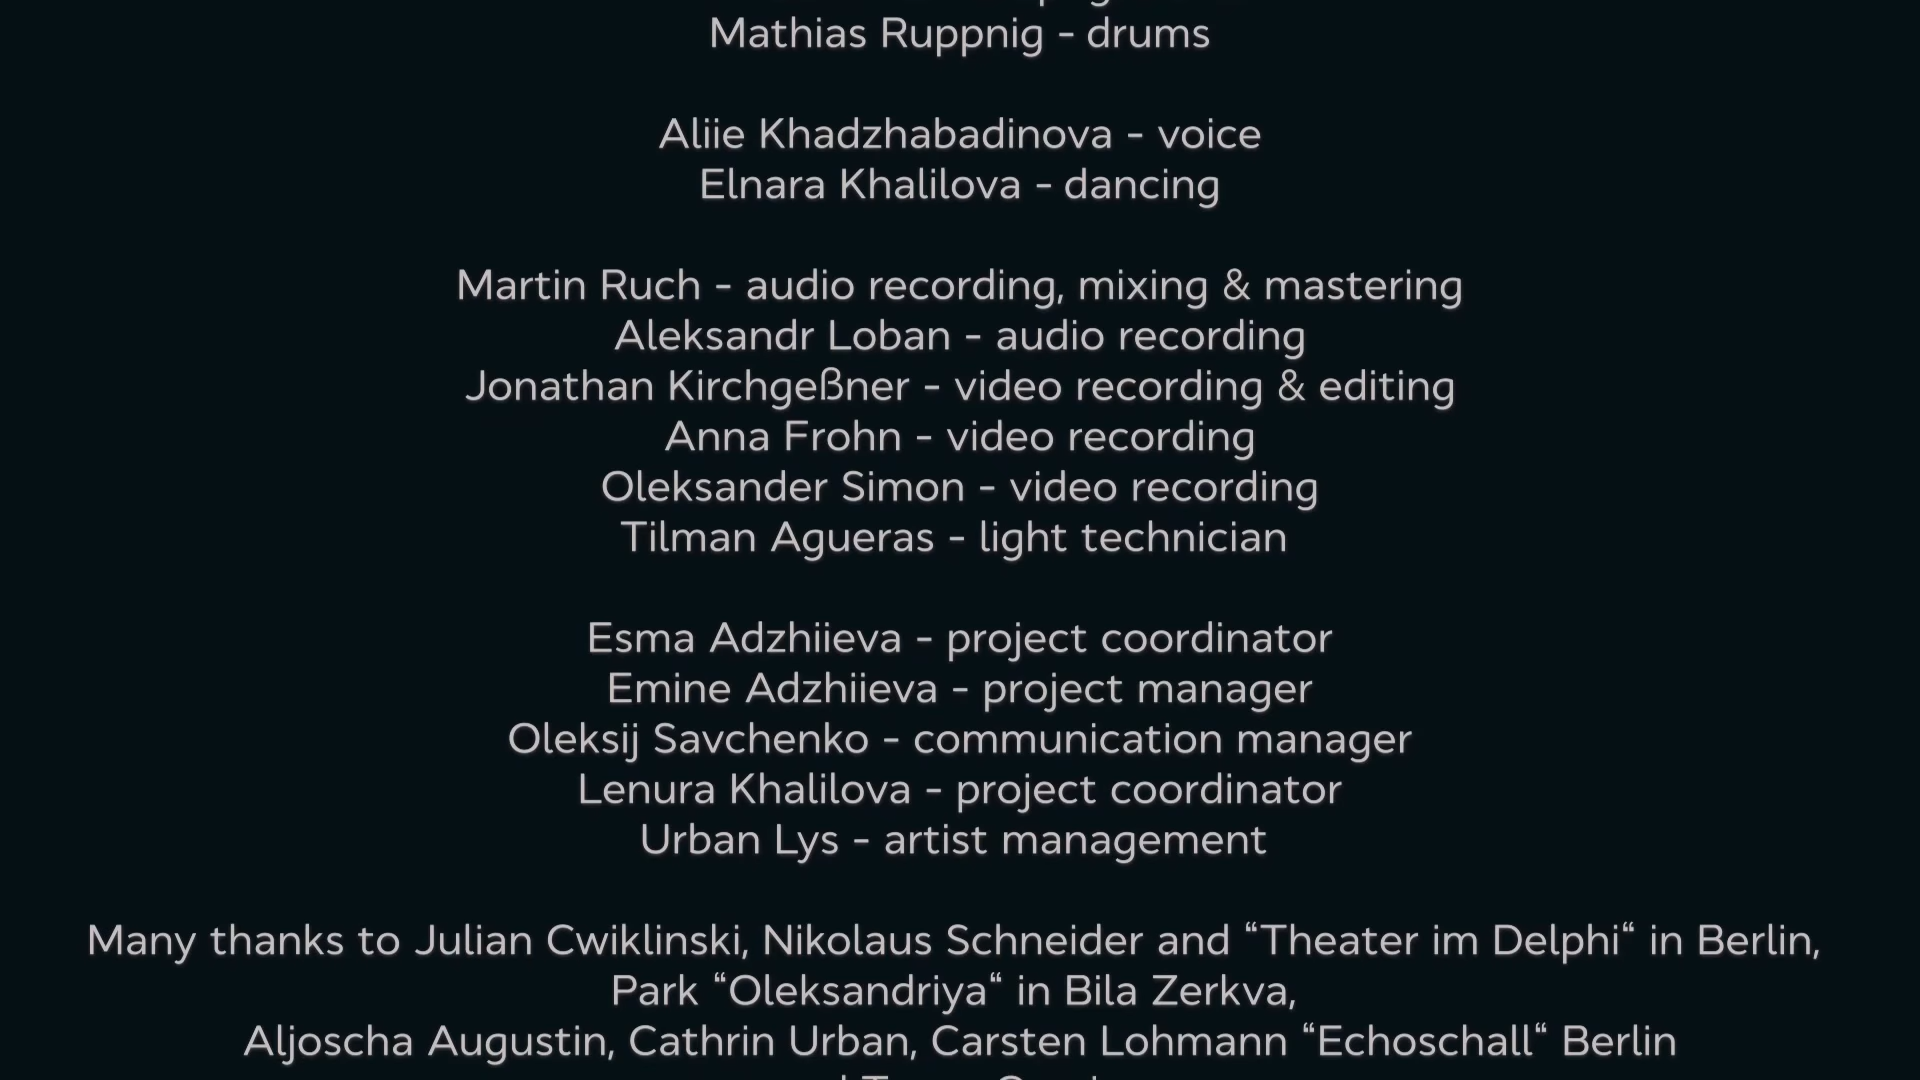 Mathias Ruppnig - drums
Aliie Khadzhabadinova - voice
Elnara Khalilova - dancing
Martin Ruch - audio recording, mixing & mastering
Aleksandr Loban - audio recording
Jonathan Kirchgeßner - video recording & editing
Anna Frohn - video recording
Oleksander Simon - video recording
Tilman Agueras - light technician
Esma Adzhiieva - project coordinator
Emine Adzhiieva - project manager
Oleksij Savchenko - communication manager
Lenura Khalilova - project coordinator
Urban Lys - artist management
Many thanks to Julian Cwiklinski, Nikolaus Schneider and “Theater im Delphi“ in Berlin,
Park “Oleksandriya“ in Bila Zerkva,
Aljoscha Augustin, Cathrin Urban, Carsten Lohmann “Echoschall“ Berlin